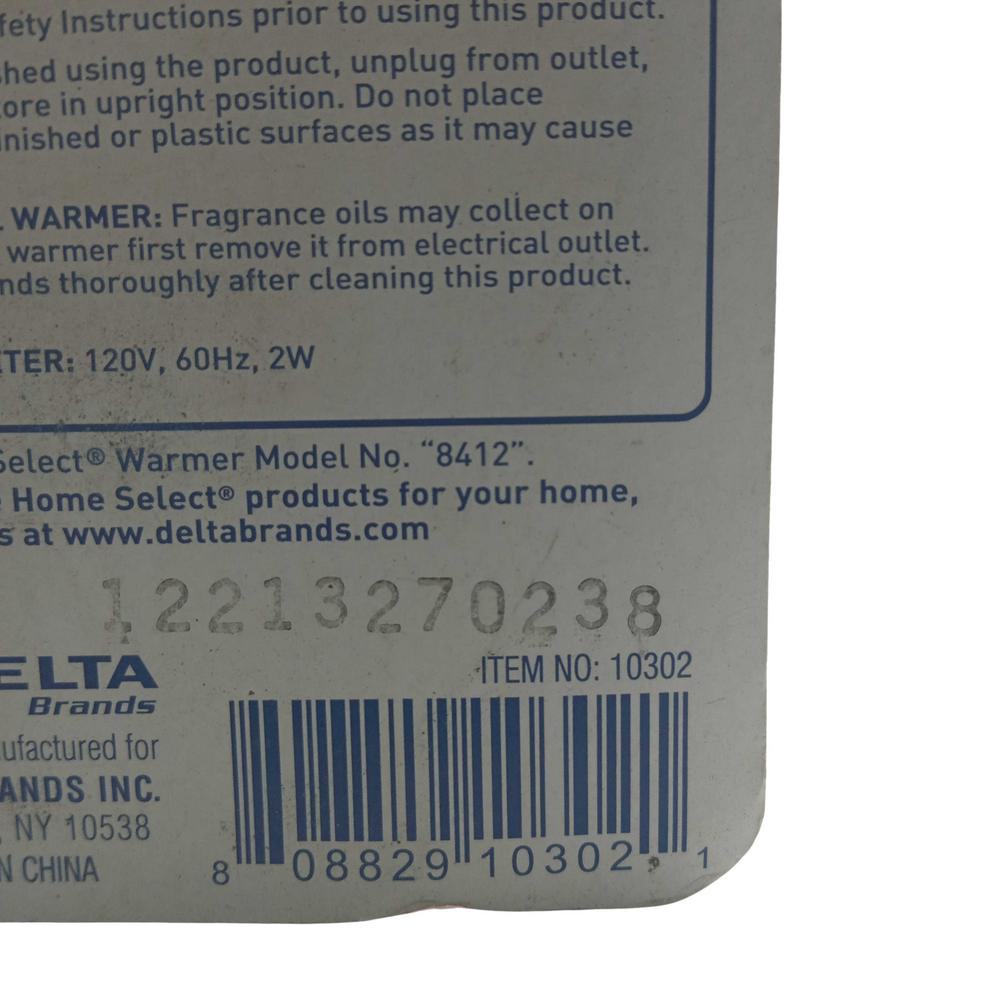 fety Instructions prior to using this product.
shed using the product, unplug from outlet,
ore in upright position. Do not place
inished or plastic surfaces as it may cause
L WARMER: Fragrance oils may collect on
warmer first remove it from electrical outlet.
nds thoroughly after cleaning this product.
TER: 120V, 60Hz, 2W
Select® Warmer Model No. “8412”.
e Home Select® products for your home,
s at www.deltabrands.com
12213270238
ELTA
Brands
ITEM NO: 10302
ufactured for
ANDS INC.
, NY 10538
N CHINA
8 08829 10302 1